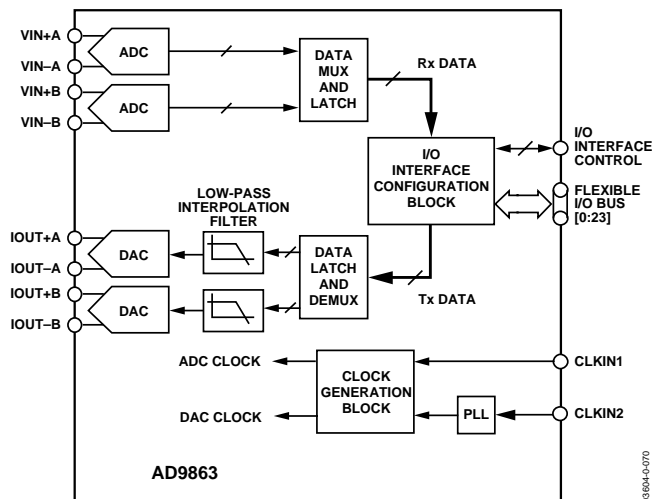 VIN+A
VIN–A
VIN+B
VIN–B
ADC
ADC
DATA
MUX
AND
LATCH
Rx DATA
I/O
INTERFACE
CONFIGURATION
BLOCK
I/O
INTERFACE
CONTROL
FLEXIBLE
I/O BUS
[0:23]
LOW-PASS
INTERPOLATION
FILTER
IOUT+A
IOUT–A
IOUT+B
IOUT–B
DAC
DAC
DATA
LATCH
AND
DEMUX
Tx DATA
ADC CLOCK
DAC CLOCK
CLOCK
GENERATION
BLOCK
PLL
CLKIN1
CLKIN2
AD9863
03604-0-070